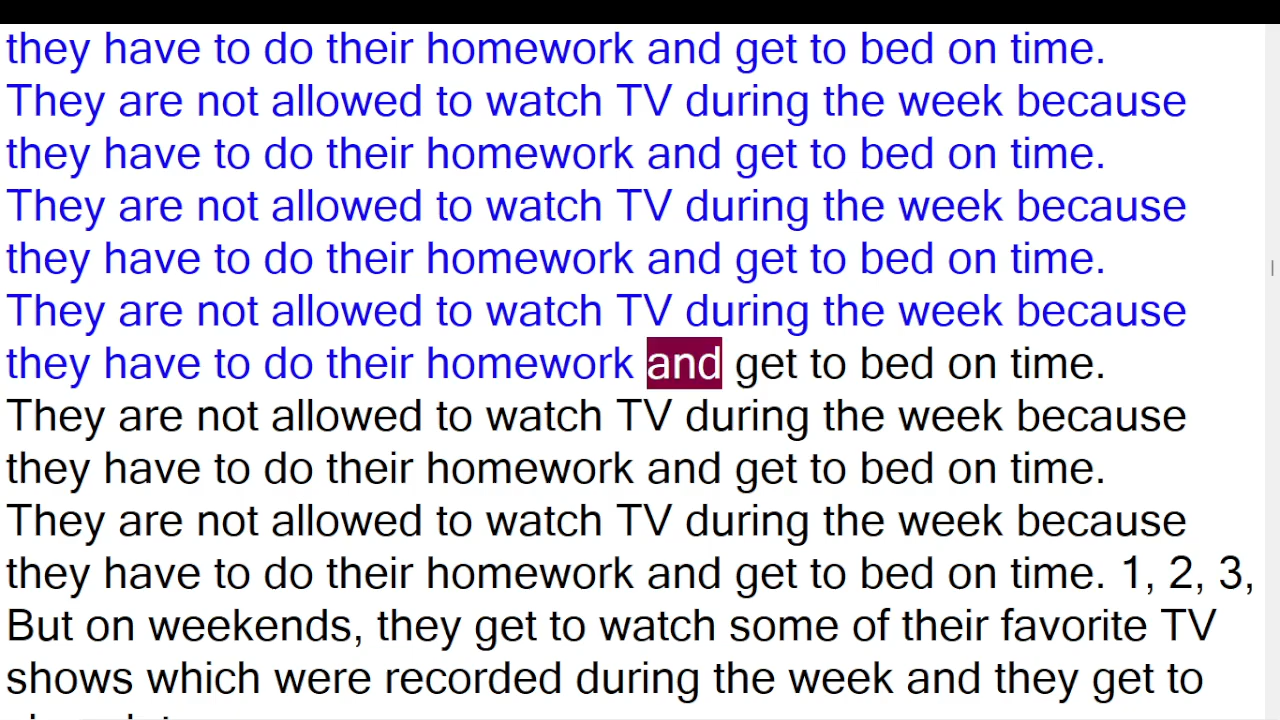 they have to do their homework and get to bed on time.
They are not allowed to watch TV during the week because
they have to do their homework and get to bed on time.
They are not allowed to watch TV during the week because
they have to do their homework and get to bed on time.
They are not allowed to watch TV during the week because
they have to do their homework and get to bed on time.
They are not allowed to watch TV during the week because
they have to do their homework and get to bed on time.
They are not allowed to watch TV during the week because
they have to do their homework and get to bed on time. 1, 2, 3,
But on weekends, they get to watch some of their favorite TV
shows which were recorded during the week and they get to